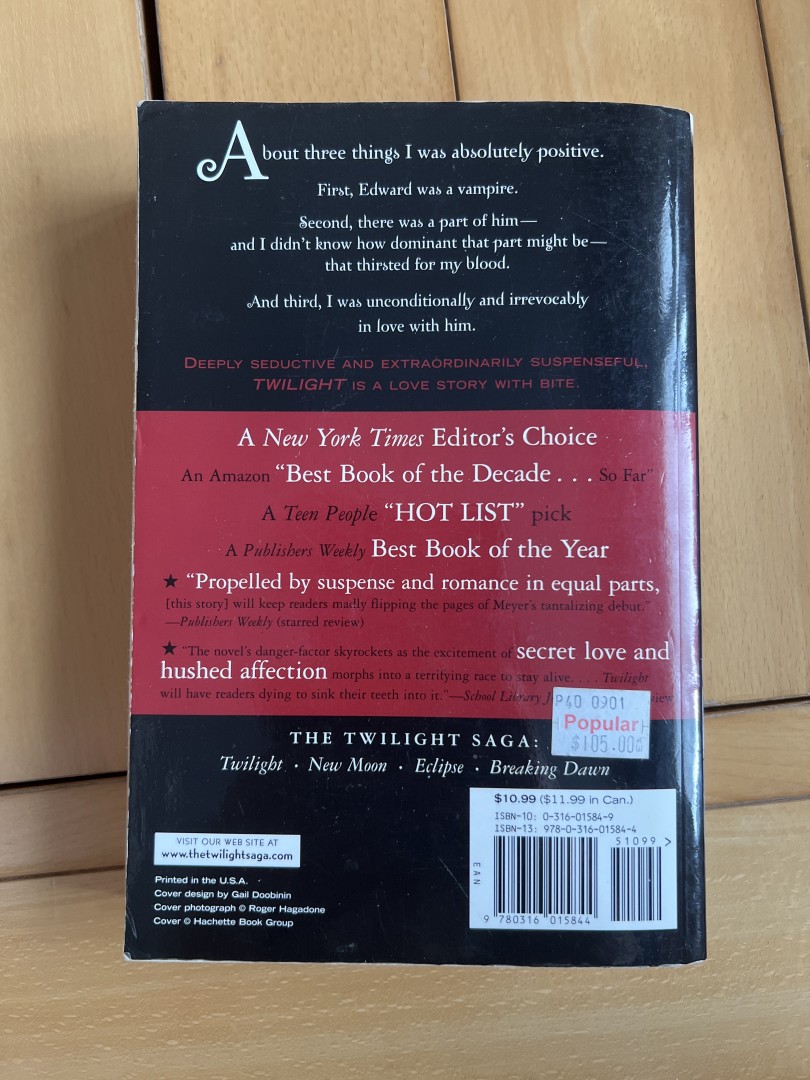 About three things I was absolutely positive.
First, Edward was a vampire.
Second, there was a part of him—
and I didn't know how dominant that part might be—
that thirsted for my blood.
And third, I was unconditionally and irrevocably
in love with him.
DEEPLY SEDUCTIVE AND EXTRAORDINARILY SUSPENSEFUL,
TWILIGHT IS A LOVE STORY WITH BITE.
A New York Times Editor's Choice
An Amazon "Best Book of the Decade . . . So Far"
A Teen People "HOT LIST" pick
A Publishers Weekly Best Book of the Year
★ "Propelled by suspense and romance in equal parts,
[this story] will keep readers madly flipping the pages of Meyer's tantalizing debut."
—Publishers Weekly (starred review)
★ "The novel's danger-factor skyrockets as the excitement of secret love and
hushed affection morphs into a terrifying race to stay alive. . . . Twilight
will have readers dying to sink their teeth into it."—School Library
P40 0901
Popular
$105.00
THE TWILIGHT SAGA:
Twilight · New Moon · Eclipse · Breaking Dawn
$10.99 ($11.99 in Can.)
ISBN-10: 0-316-01584-9
ISBN-13: 978-0-316-01584-4
51099 >
EAN
9 780316 015844
VISIT OUR WEB SITE AT
www.thetwilightsaga.com
Printed in the U.S.A.
Cover design by Gail Doobinin
Cover photograph © Roger Hagadone
Cover © Hachette Book Group